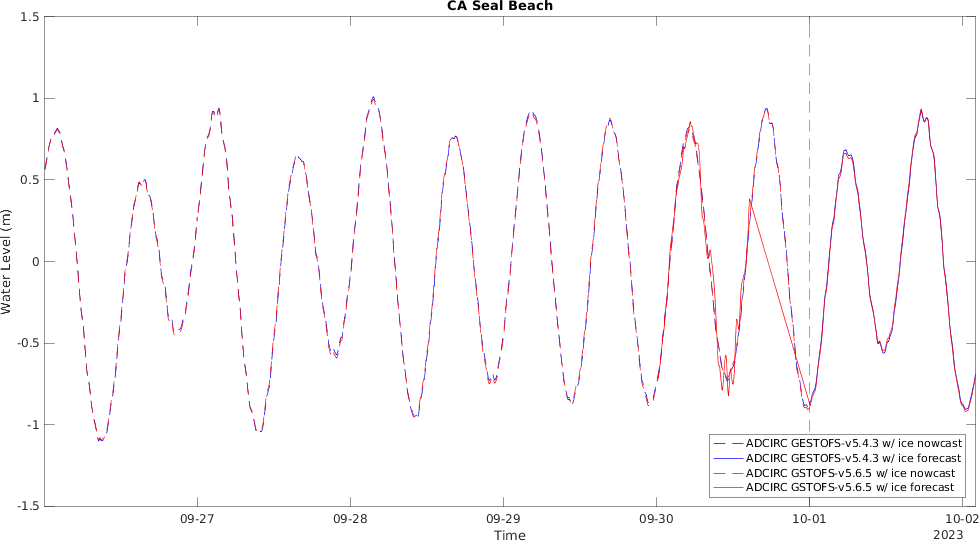 CA Seal Beach
1.5
1
0.5
0
-0.5
-1
-1.5
Water Level (m)
09-27
09-28
09-29
09-30
10-01
10-02
2023
Time
ADCIRC GESTOFS-v5.4.3 w/ ice nowcast
ADCIRC GESTOFS-v5.4.3 w/ ice forecast
ADCIRC GSTOFS-v5.6.5 w/ ice nowcast
ADCIRC GSTOFS-v5.6.5 w/ ice forecast